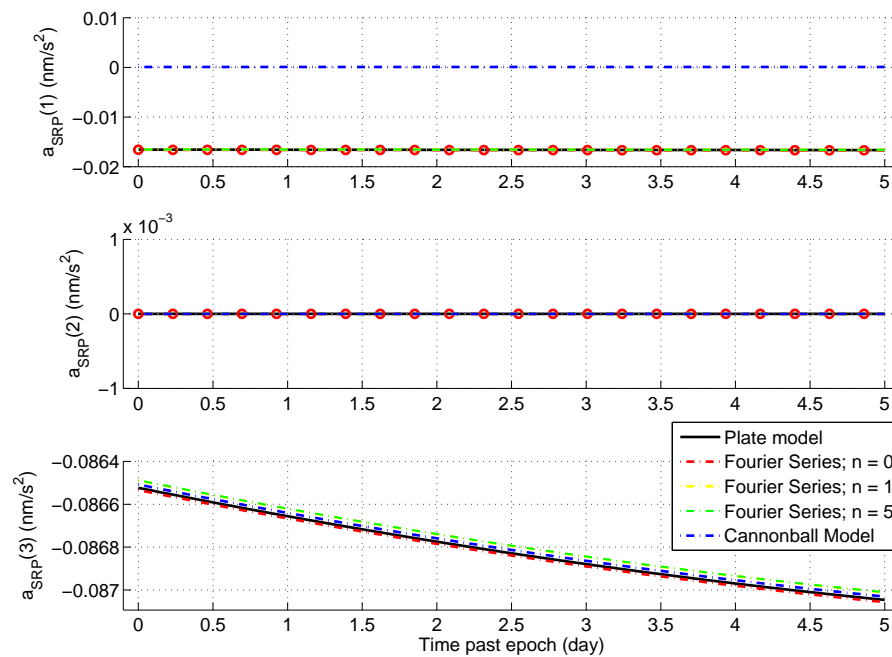 0.01
0
−0.01
−0.02
a_SRP(1) (nm/s²)
0 0.5 1 1.5 2 2.5 3 3.5 4 4.5 5
x 10⁻³
1
0
−1
a_SRP(2) (nm/s²)
0 0.5 1 1.5 2 2.5 3 3.5 4 4.5 5
−0.0864
−0.0866
−0.0868
−0.087
a_SRP(3) (nm/s²)
Plate model
Fourier Series; n = 0
Fourier Series; n = 1
Fourier Series; n = 5
Cannonball Model
0 0.5 1 1.5 2 2.5 3 3.5 4 4.5 5
Time past epoch (day)